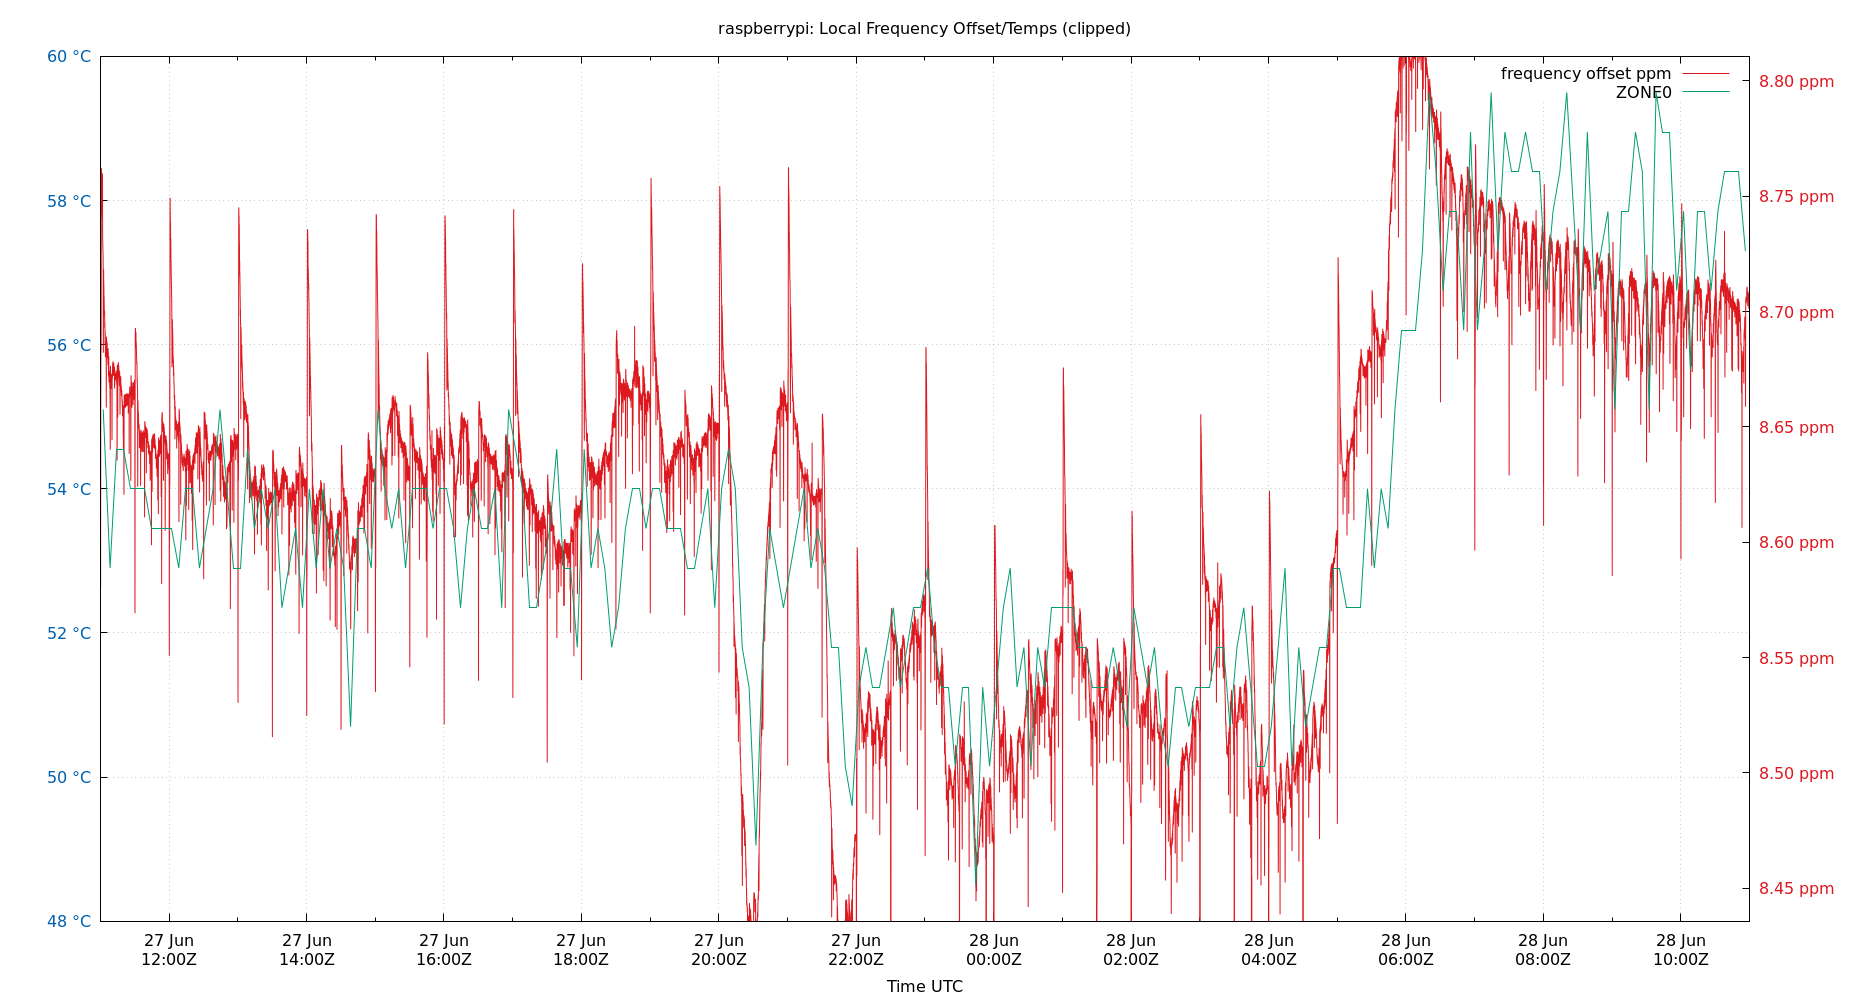 raspberrypi: Local Frequency Offset/Temps (clipped)
60 °C
58 °C
56 °C
54 °C
52 °C
50 °C
48 °C
frequency offset ppm
ZONE0
8.80 ppm
8.75 ppm
8.70 ppm
8.65 ppm
8.60 ppm
8.55 ppm
8.50 ppm
8.45 ppm
27 Jun 27 Jun 27 Jun 27 Jun 27 Jun 27 Jun 28 Jun 28 Jun 28 Jun 28 Jun 28 Jun 28 Jun
12:00Z 14:00Z 16:00Z 18:00Z 20:00Z 22:00Z 00:00Z 02:00Z 04:00Z 06:00Z 08:00Z 10:00Z
Time UTC